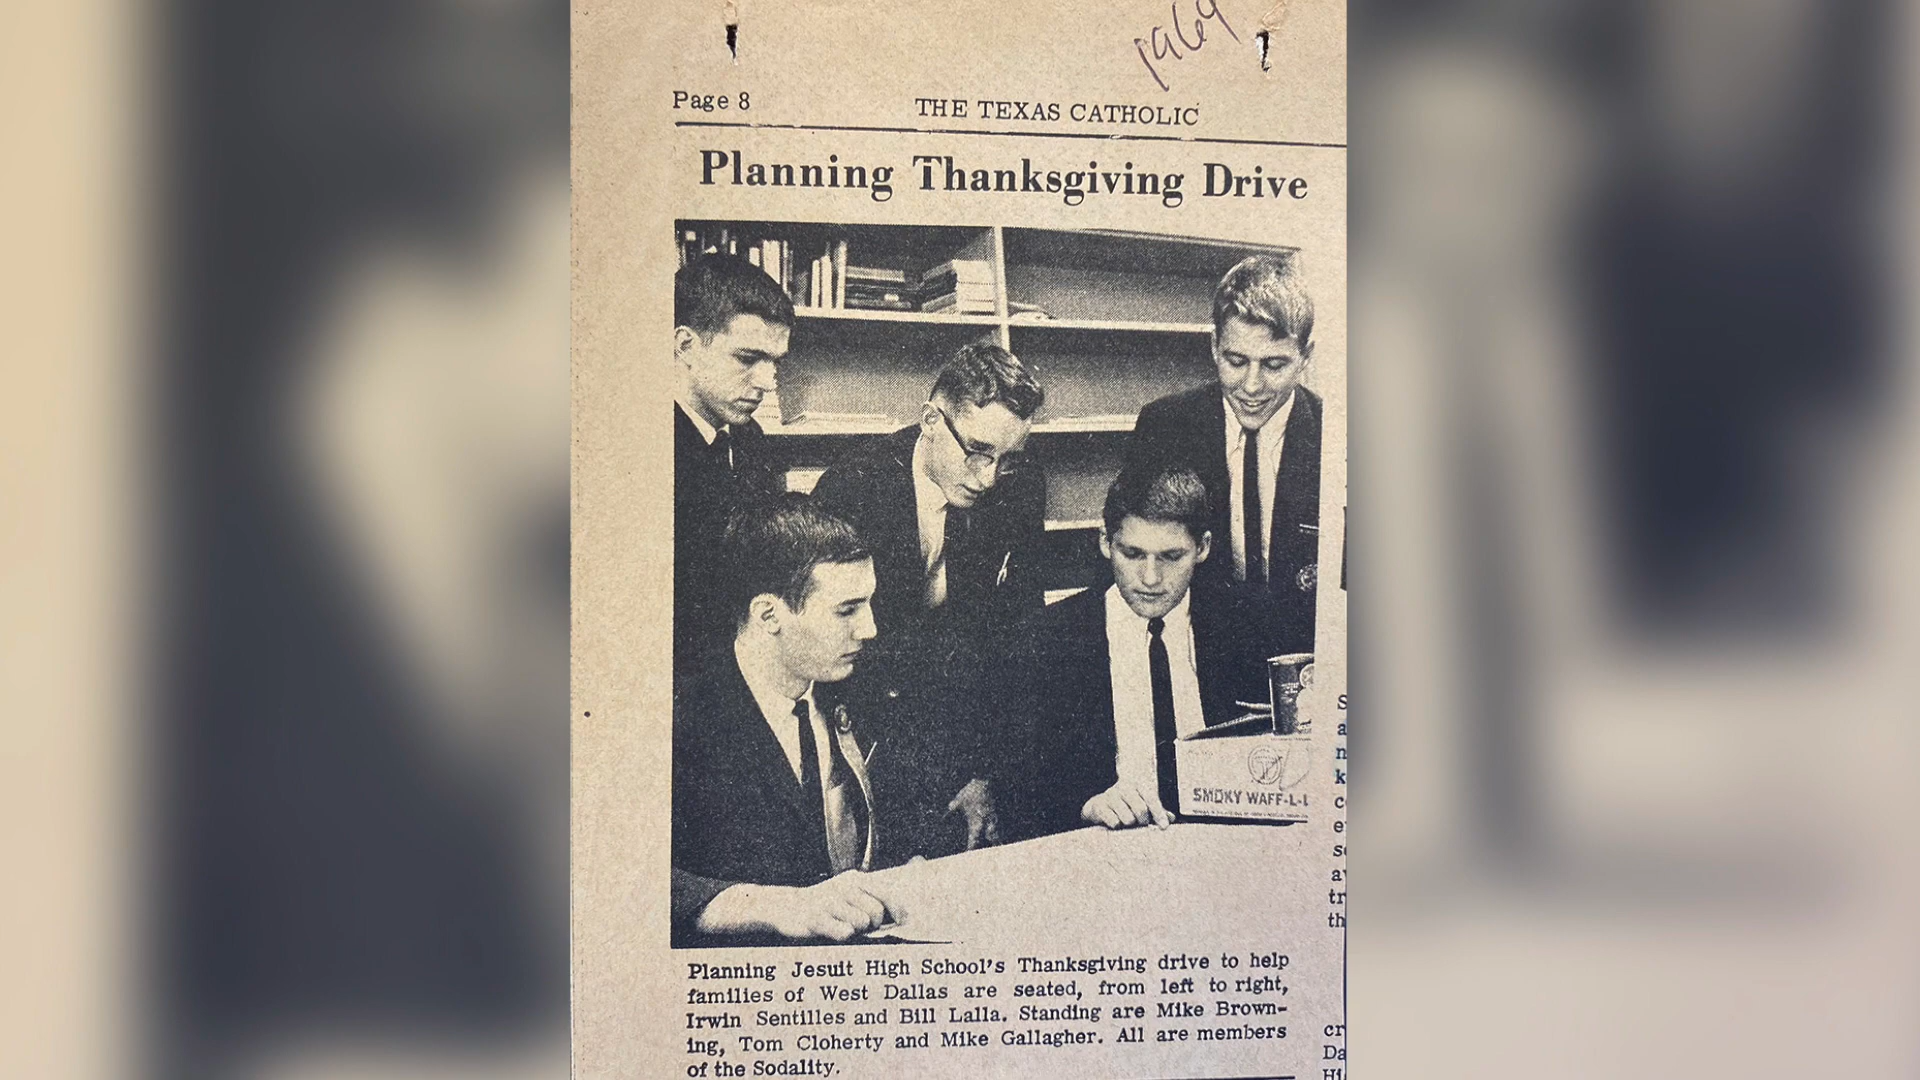 1969
Page 8
THE TEXAS CATHOLIC
Planning Thanksgiving Drive
SMOKY WAFF-L-
Planning Jesuit High School's Thanksgiving drive to help
families of West Dallas are seated, from left to right,
Irwin Sentilles and Bill Lalla. Standing are Mike Brown-
ing, Tom Cloherty and Mike Gallagher. All are members
of the Sodality.